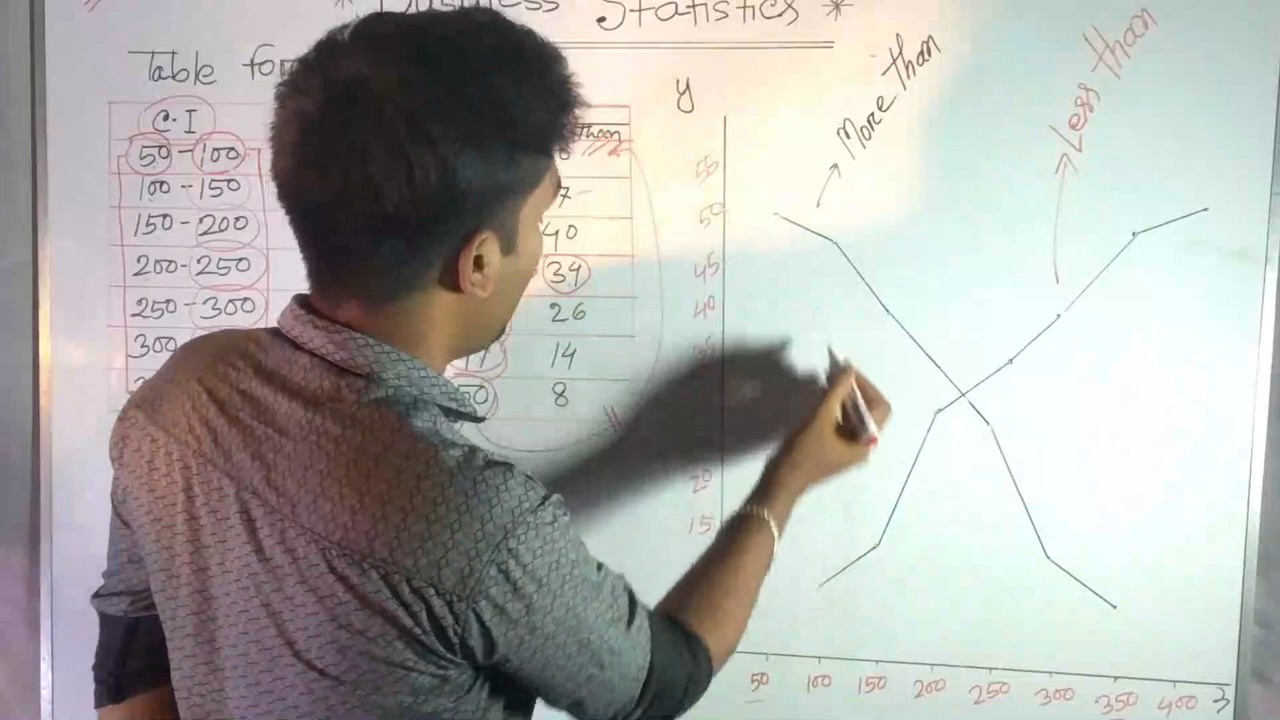 * Business Statistics *
Table for
C.I
Than
50-100
100-150
7
150-200
40
200-250
34
250-300
26
300
14
50
8
y
55
50
45
40
20
15
50 100 150 200 250 300 350 400
More than
Less than